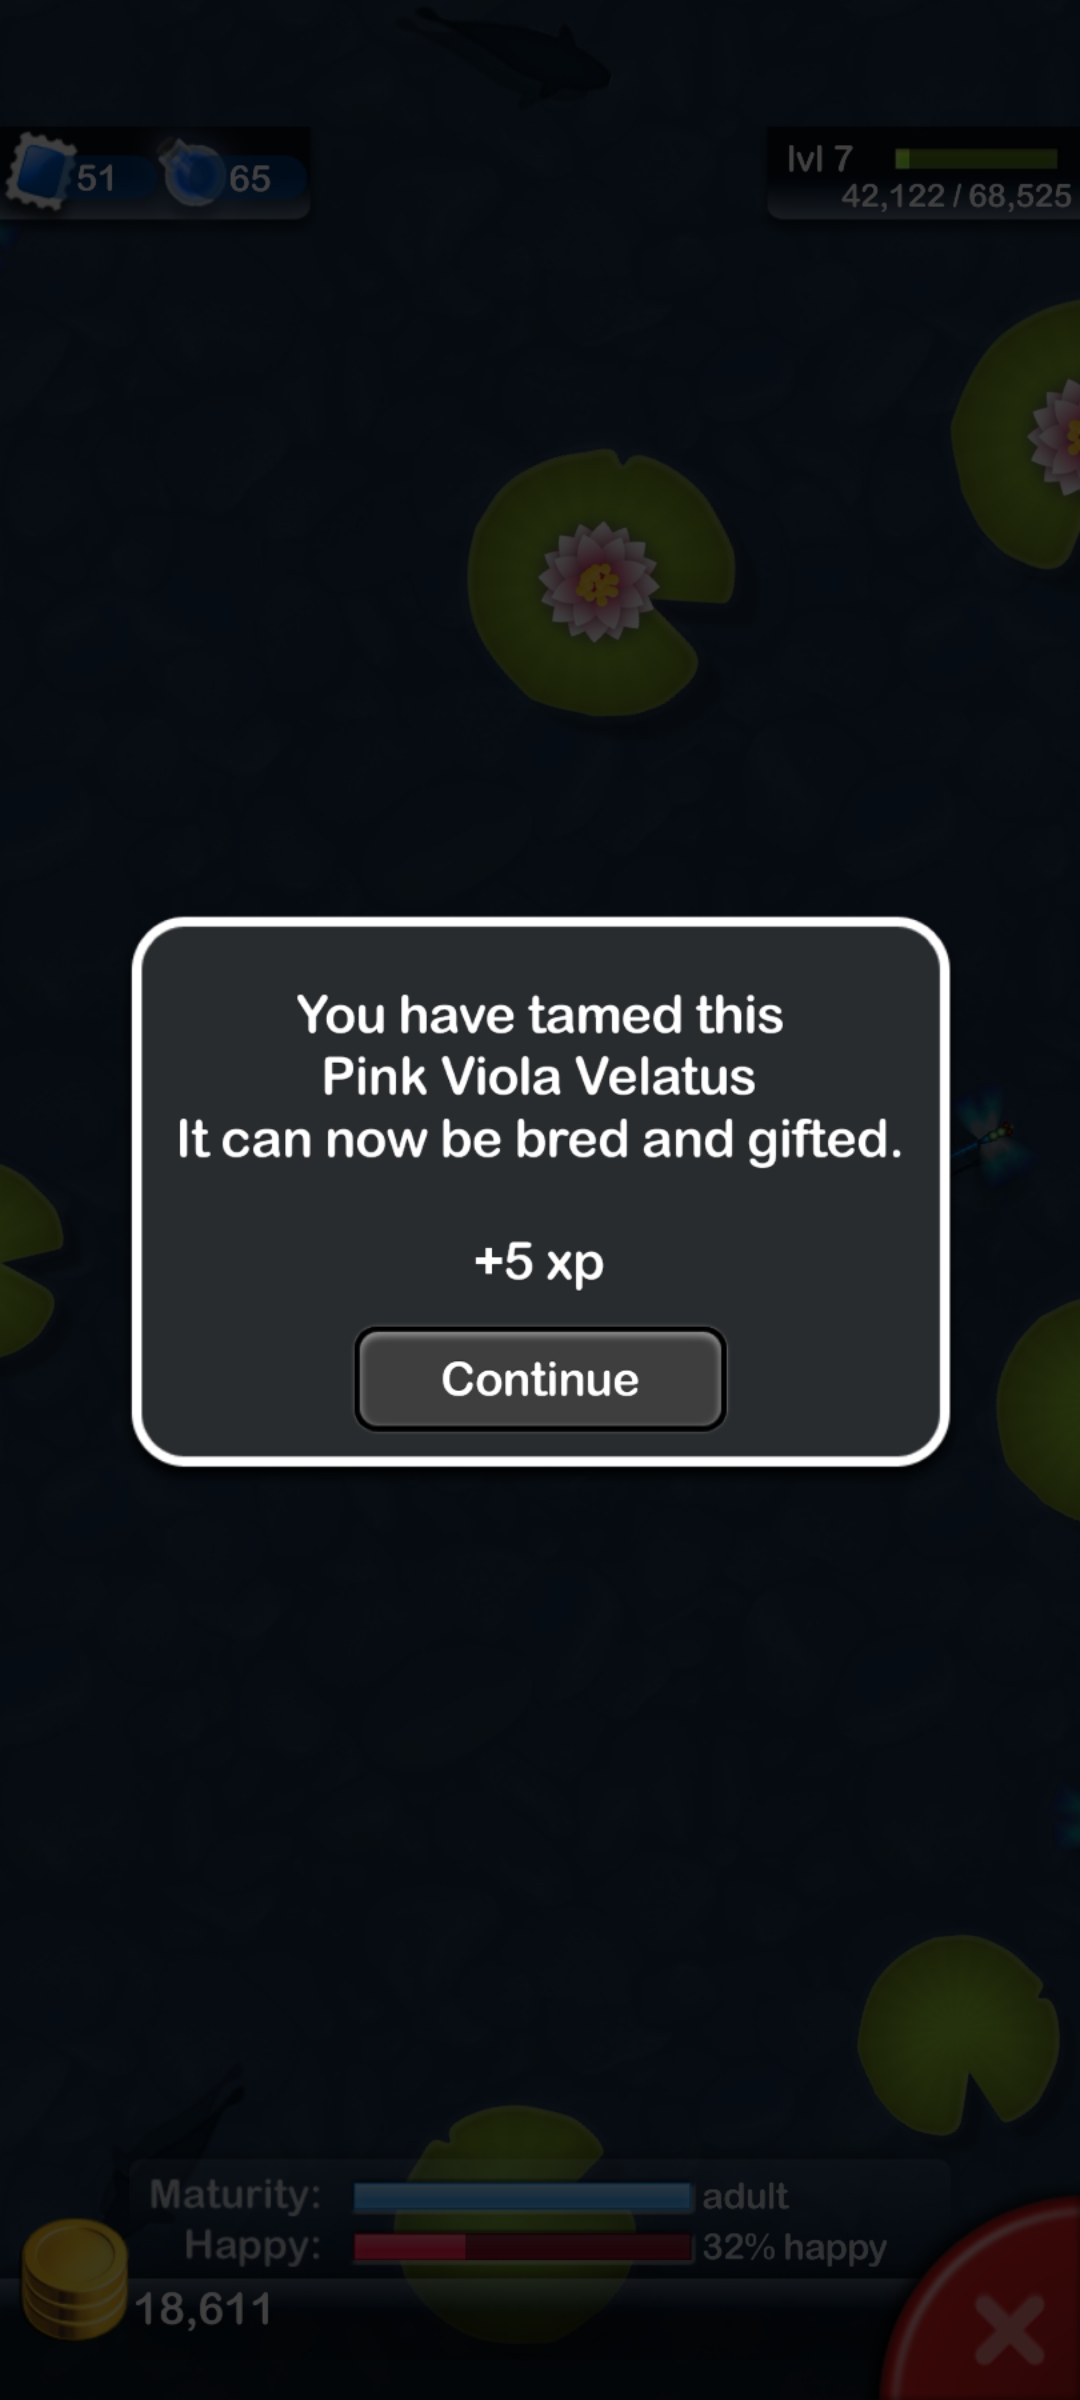 51
65
lvl 7
42,122 / 68,525
You have tamed this
Pink Viola Velatus
It can now be bred and gifted.
+5 xp
Continue
Maturity: adult
Happy: 32% happy
18,611